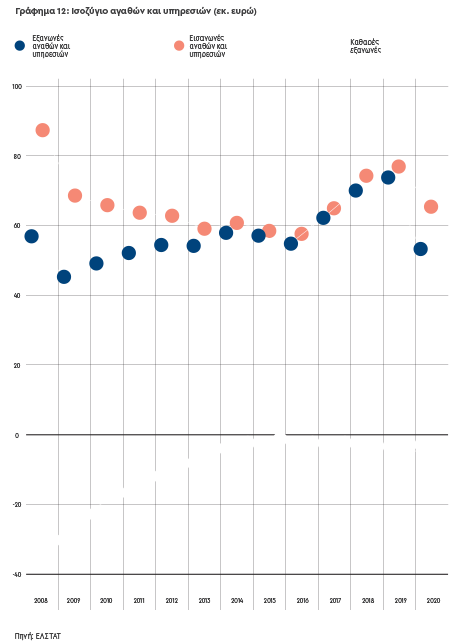 Γράφημα 12: Ισοζύγιο αγαθών και υπηρεσιών (εκ. ευρώ)
Εξαγωγές
αγαθών και
υπηρεσιών
Εισαγωγές
αγαθών και
υπηρεσιών
Καθαρές
εξαγωγές
100
80
60
40
20
0
-20
-40
2008 2009 2010 2011 2012 2013 2014 2015 2016 2017 2018 2019 2020
Πηγή: ΕΛΣΤΑΤ